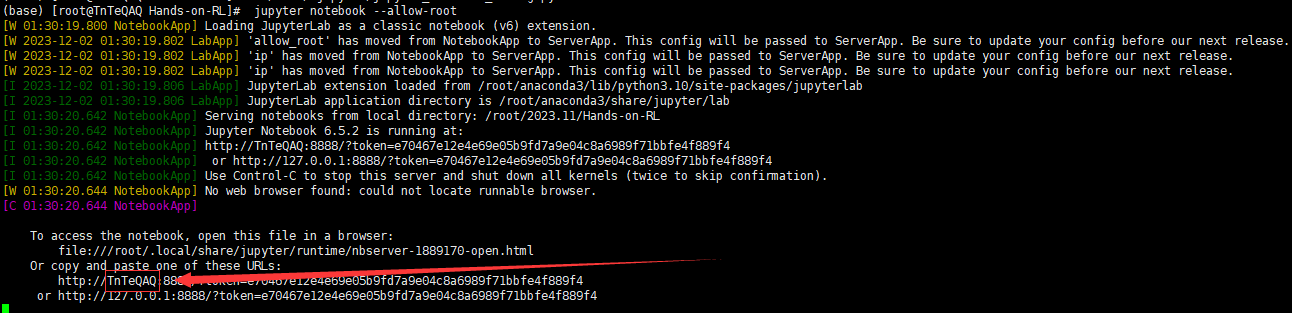 (base) [root@TnTeQAQ Hands-on-RL]# jupyter notebook --allow-root
[W 01:30:19.800 NotebookApp] Loading JupyterLab as a classic notebook (v6) extension.
[W 2023-12-02 01:30:19.802 LabApp] 'allow_root' has moved from NotebookApp to ServerApp. This config will be passed to ServerApp. Be sure to update your config before our next release.
[W 2023-12-02 01:30:19.802 LabApp] 'ip' has moved from NotebookApp to ServerApp. This config will be passed to ServerApp. Be sure to update your config before our next release.
[W 2023-12-02 01:30:19.802 LabApp] 'ip' has moved from NotebookApp to ServerApp. This config will be passed to ServerApp. Be sure to update your config before our next release.
[I 2023-12-02 01:30:19.806 LabApp] JupyterLab extension loaded from /root/anaconda3/lib/python3.10/site-packages/jupyterlab
[I 2023-12-02 01:30:19.806 LabApp] JupyterLab application directory is /root/anaconda3/share/jupyter/lab
[I 01:30:20.642 NotebookApp] Serving notebooks from local directory: /root/2023.11/Hands-on-RL
[I 01:30:20.642 NotebookApp] Jupyter Notebook 6.5.2 is running at:
[I 01:30:20.642 NotebookApp] http://TnTeQAQ:8888/?token=e70467e12e4e69e05b9fd7a9e04c8a6989f71bbfe4f889f4
[I 01:30:20.642 NotebookApp]  or http://127.0.0.1:8888/?token=e70467e12e4e69e05b9fd7a9e04c8a6989f71bbfe4f889f4
[I 01:30:20.642 NotebookApp] Use Control-C to stop this server and shut down all kernels (twice to skip confirmation).
[W 01:30:20.644 NotebookApp] No web browser found: could not locate runnable browser.
[C 01:30:20.644 NotebookApp]
To access the notebook, open this file in a browser:
file:///root/.local/share/jupyter/runtime/nbserver-1889170-open.html
Or copy and paste one of these URLs:
http://TnTeQAQ:8888/?token=e70467e12e4e69e05b9fd7a9e04c8a6989f71bbfe4f889f4
or http://127.0.0.1:8888/?token=e70467e12e4e69e05b9fd7a9e04c8a6989f71bbfe4f889f4